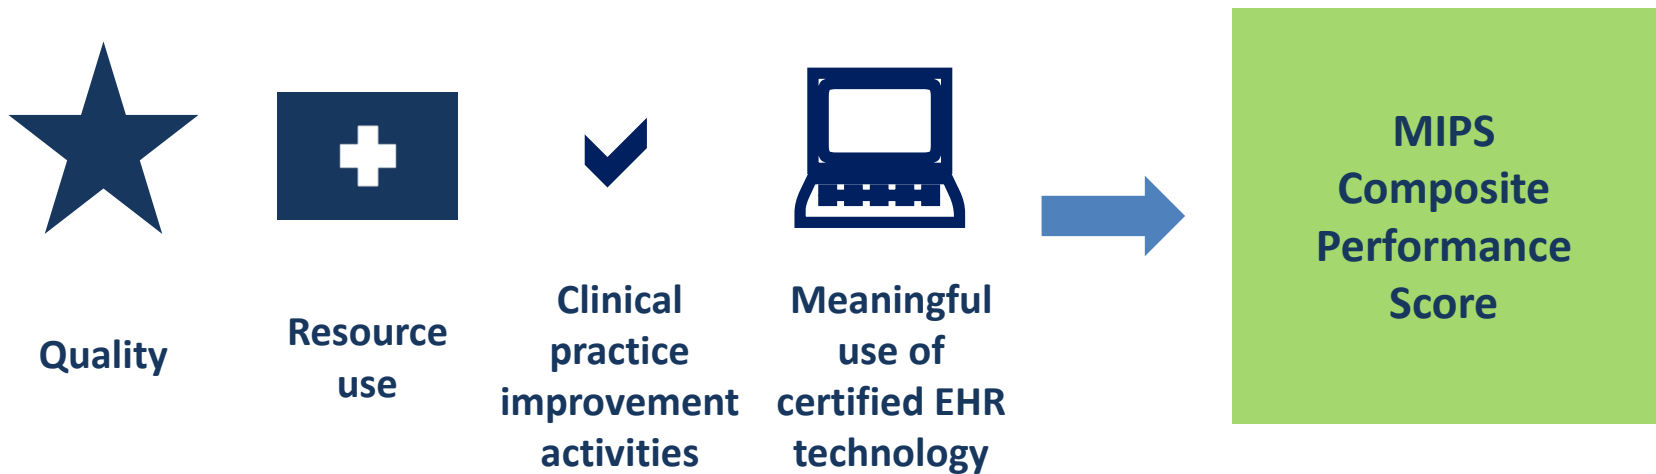 Quality
Resource
use
Clinical
practice
improvement
activities
Meaningful
use of
certified EHR
technology
MIPS
Composite
Performance
Score